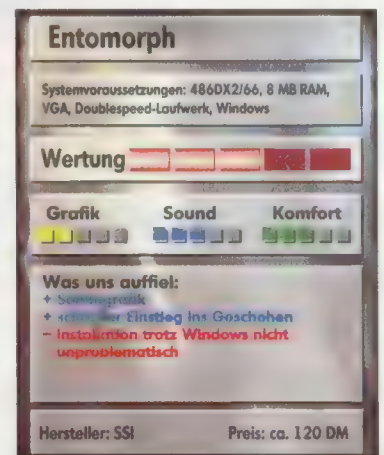 Entomorph
Systemvoraussetzungen: 486DX2/66, 8 MB RAM,
VGA, Doublespeed-Laufwerk, Windows
Wertung
Grafik Sound Komfort
Was uns auffiel:
+
+ Einstieg ins Geschehen
– Installation trotz Windows nicht
unproblematisch
Hersteller: SSI Preis: ca. 120 DM